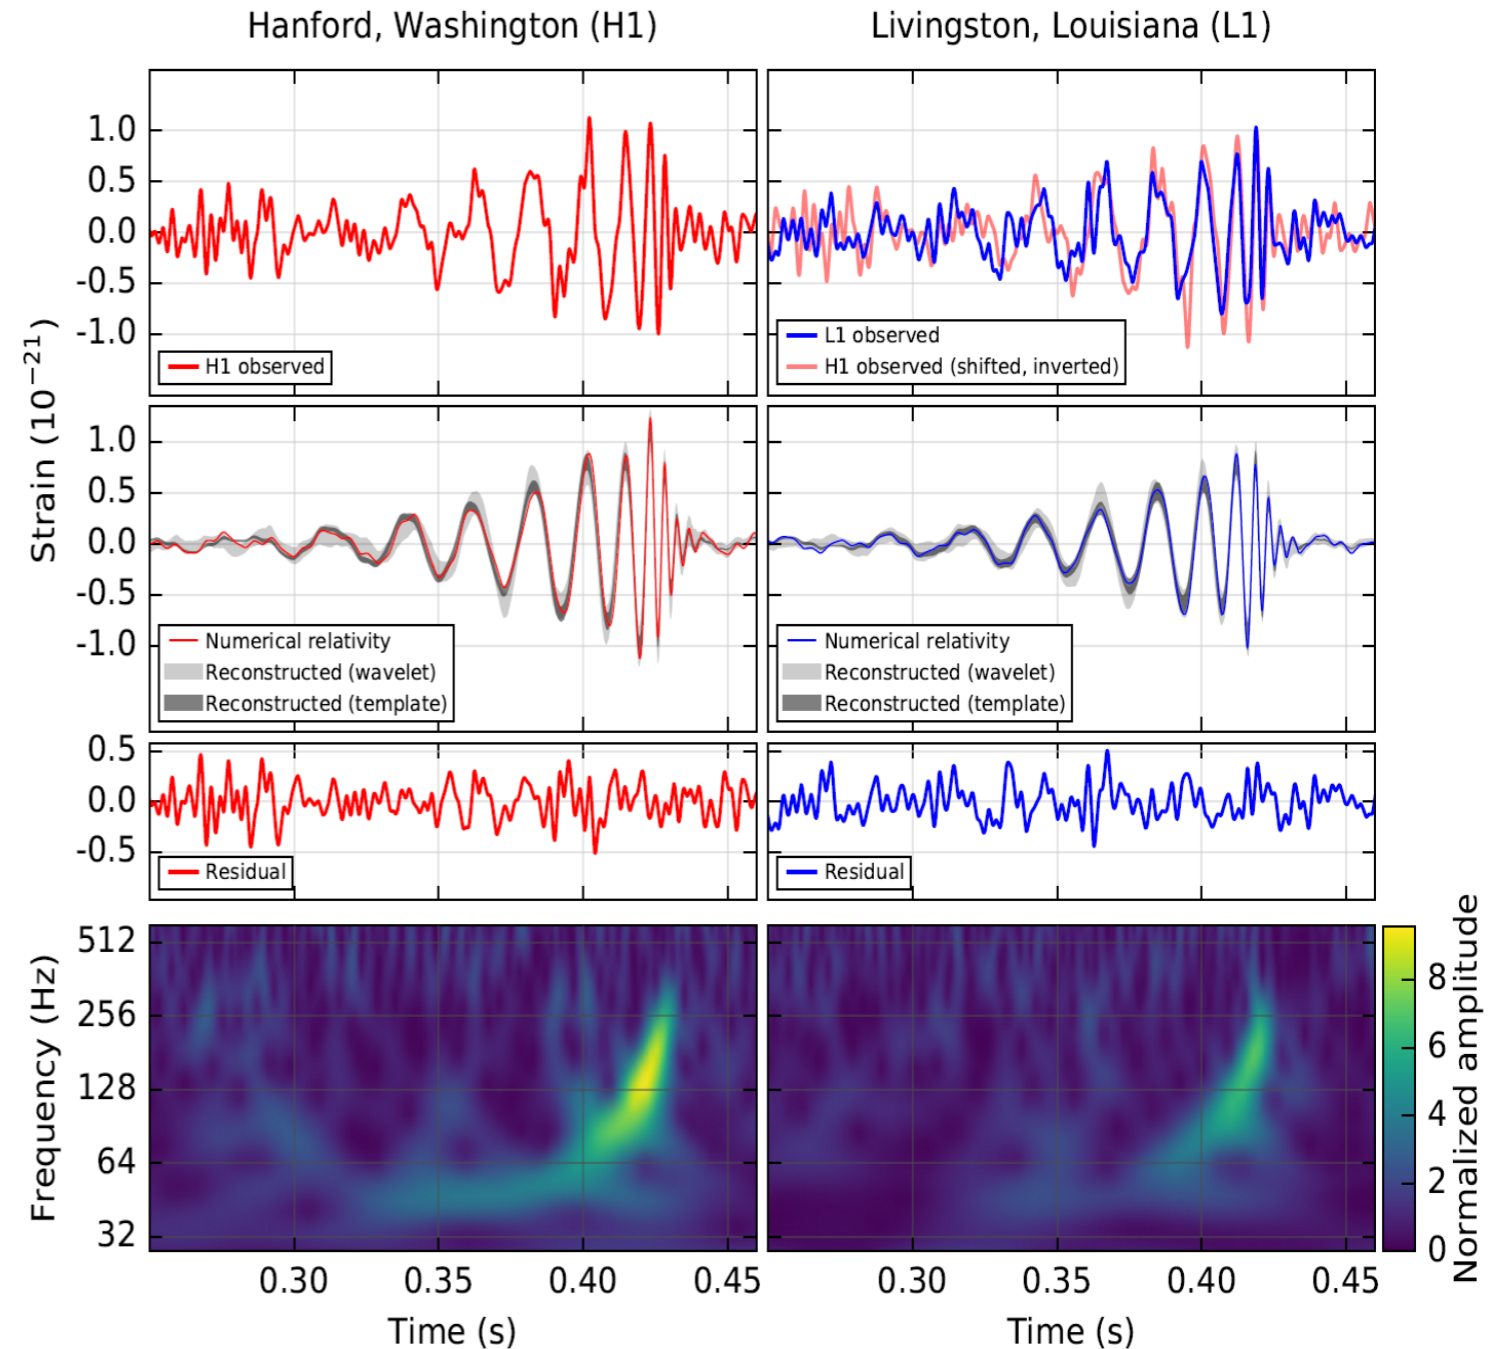 Hanford, Washington (H1)
Livingston, Louisiana (L1)
Strain (10−21)
1.0
0.5
0.0
-0.5
-1.0
H1 observed
L1 observed
H1 observed (shifted, inverted)
1.0
0.5
0.0
-0.5
-1.0
Numerical relativity
Reconstructed (wavelet)
Reconstructed (template)
Numerical relativity
Reconstructed (wavelet)
Reconstructed (template)
0.5
0.0
-0.5
Residual
Residual
Frequency (Hz)
512
256
128
64
32
Normalized amplitude
8
6
4
2
0
0.30 0.35 0.40 0.45
0.30 0.35 0.40 0.45
Time (s)
Time (s)